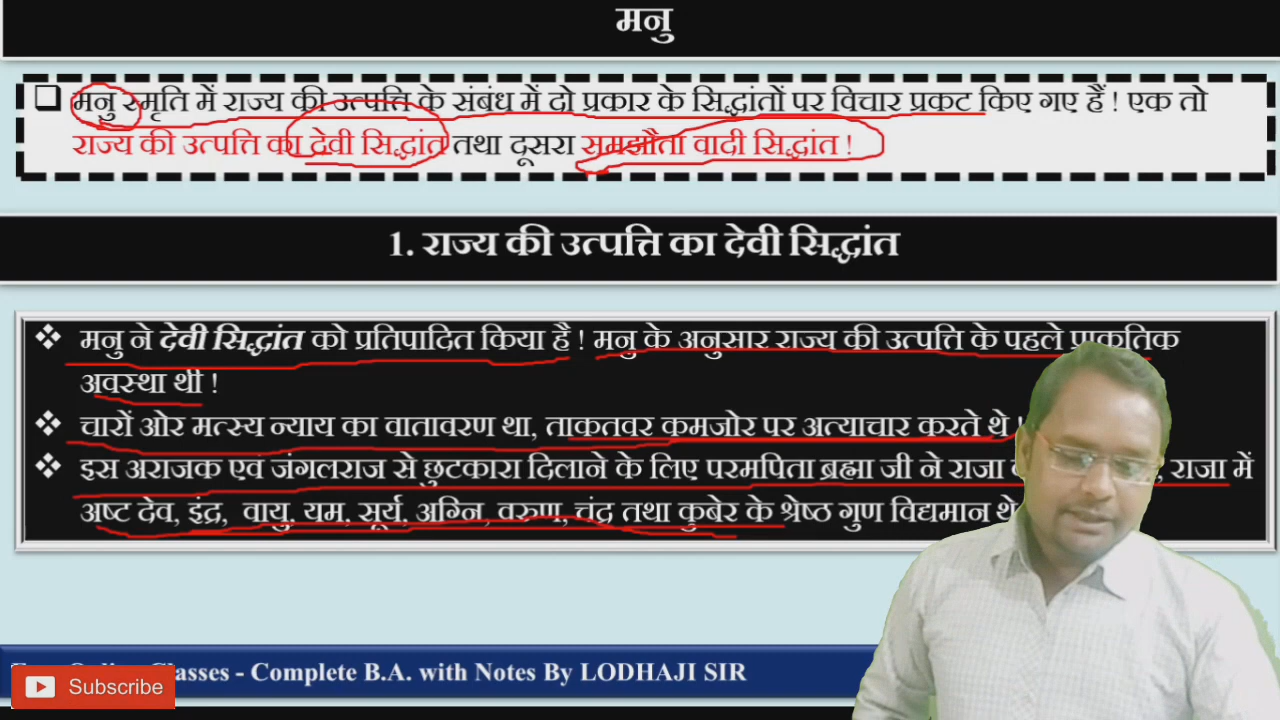 मनु
मनु स्मृति में राज्य की उत्पत्ति के संबंध में दो प्रकार के सिद्धांतों पर विचार प्रकट किए गए हैं ! एक तो
राज्य की उत्पत्ति का देवी सिद्धांत तथा दूसरा समझौता वादी सिद्धांत !
1. राज्य की उत्पत्ति का देवी सिद्धांत
❖ मनु ने देवी सिद्धांत को प्रतिपादित किया है ! मनु के अनुसार राज्य की उत्पत्ति के पहले प्राकृतिक
अवस्था थी !
❖ चारों ओर मत्स्य न्याय का वातावरण था, ताकतवर कमजोर पर अत्याचार करते थे !
❖ इस अराजक एवं जंगलराज से छुटकारा दिलाने के लिए परमपिता ब्रह्मा जी ने राजा , राजा में
अष्ट देव, इंद्र, वायु, यम, सूर्य, अग्नि, वरुण, चंद्र तथा कुबेर के श्रेष्ठ गुण विद्यमान थे
Classes - Complete B.A. with Notes By LODHAJI SIR
Subscribe